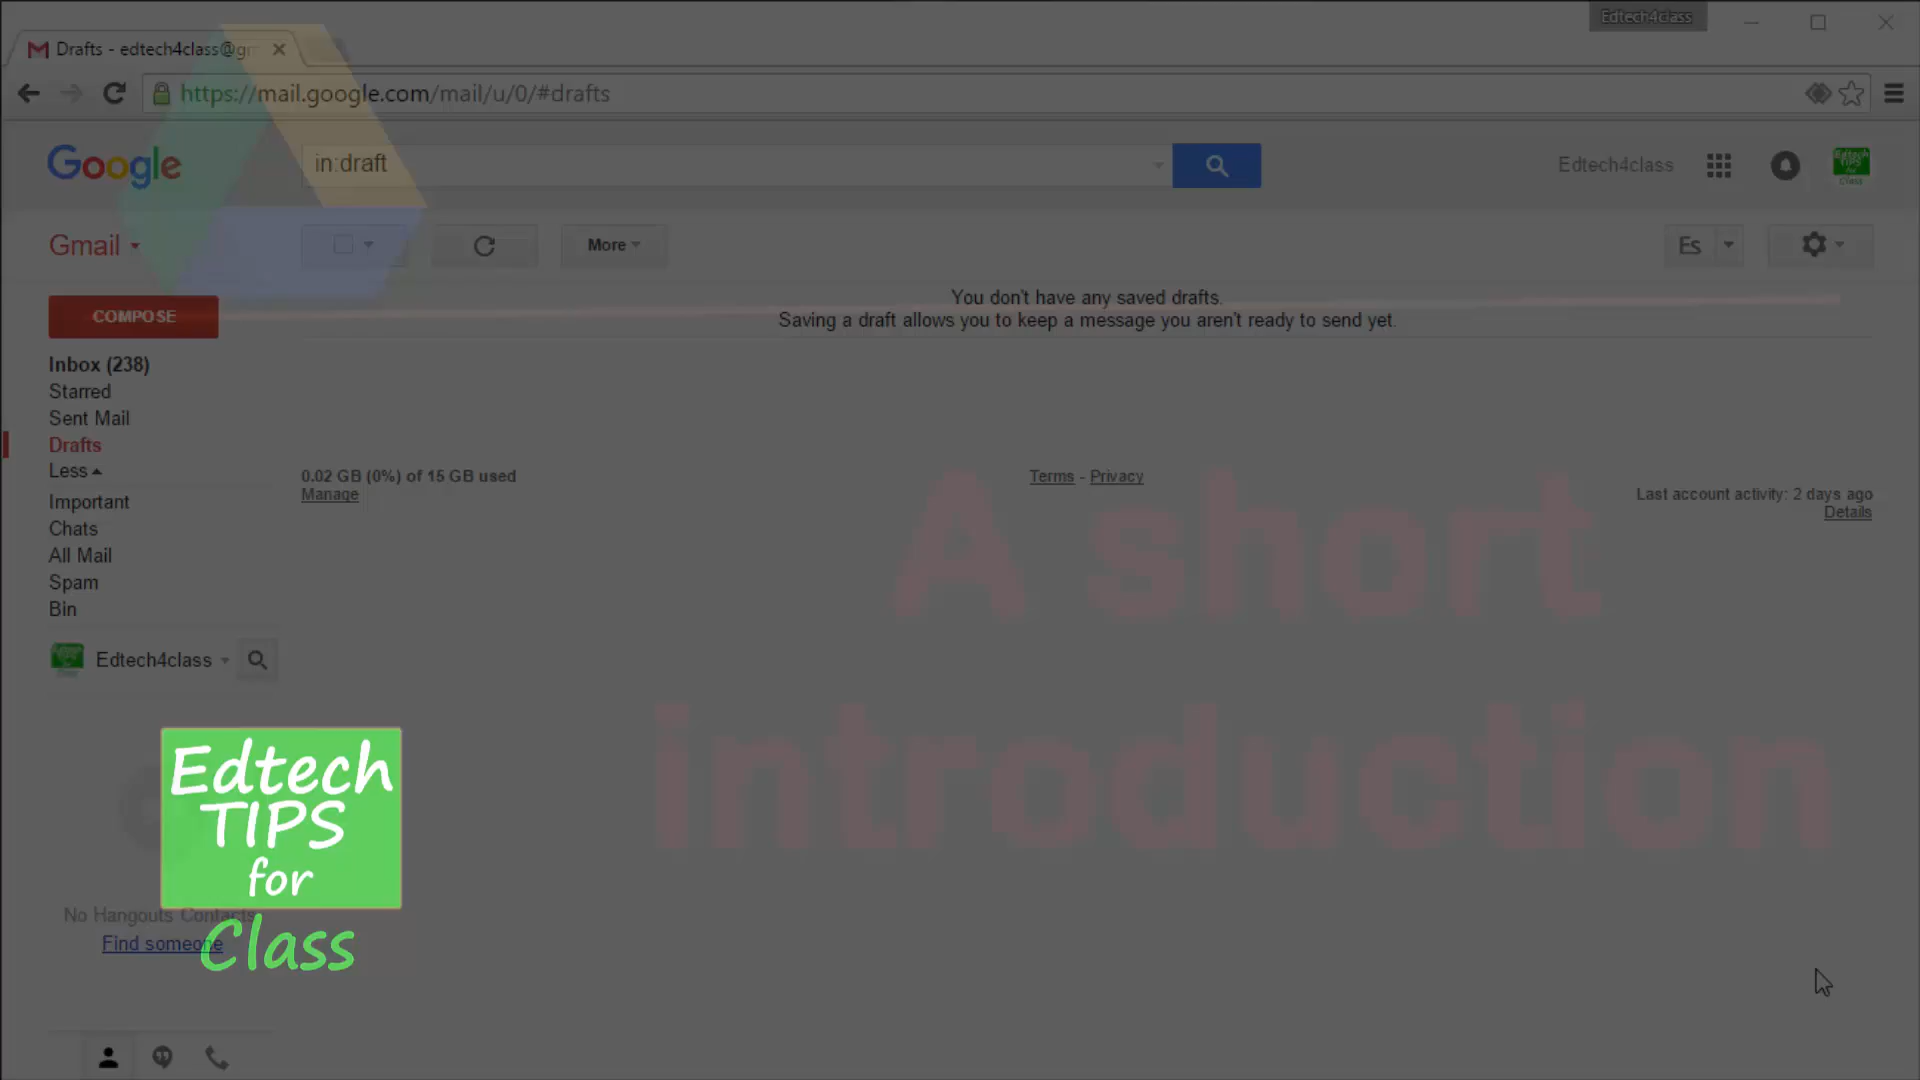 Edtech4class
Drafts - edtech4class@gm
https://mail.google.com/mail/u/0/#drafts
Google
in:draft
Edtech4class
Gmail
More
Es
COMPOSE
You don't have any saved drafts.
Saving a draft allows you to keep a message you aren't ready to send yet.
Inbox (238)
Starred
Sent Mail
Drafts
Less
Important
Chats
All Mail
Spam
Bin
0.02 GB (0%) of 15 GB used
Manage
Terms - Privacy
Last account activity: 2 days ago
Details
A short
introduction
Edtech4class
Edtech
TIPS
for
Class
No Hangouts Contacts
Find someone